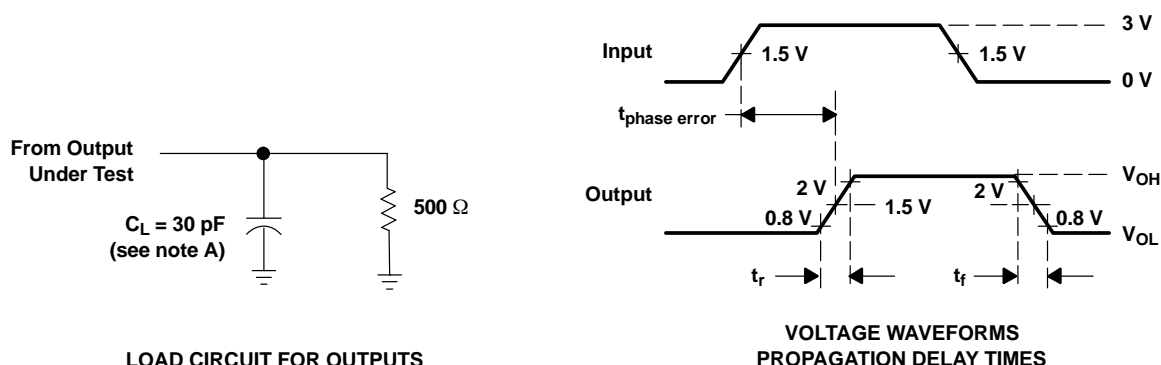 From Output
Under Test
C_L = 30 pF
(see note A)
500 Ω
LOAD CIRCUIT FOR OUTPUTS
Input
1.5 V
1.5 V
3 V
0 V
t_phase error
Output
2 V
0.8 V
1.5 V
2 V
0.8 V
V_OH
V_OL
t_r
t_f
VOLTAGE WAVEFORMS
PROPAGATION DELAY TIMES